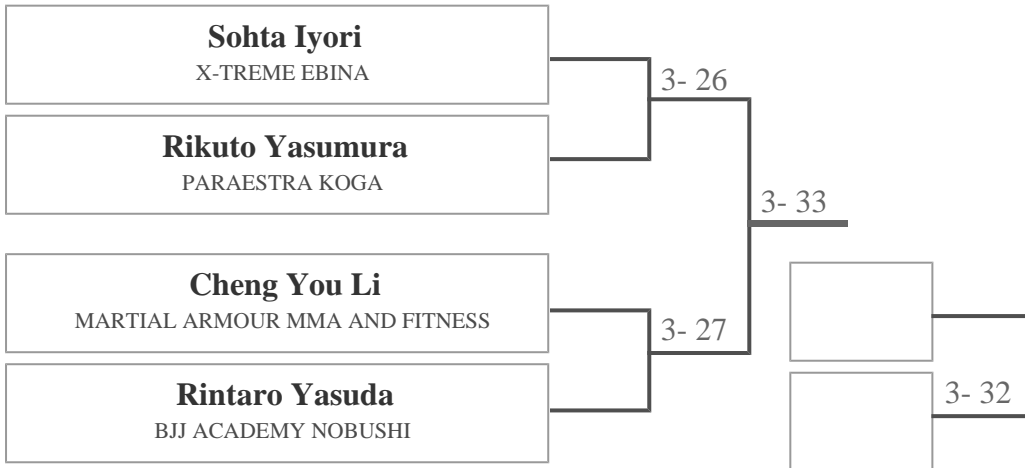 Sohta Iyori
X-TREME EBINA
3- 26
Rikuto Yasumura
PARAESTRA KOGA
3- 33
Cheng You Li
MARTIAL ARMOUR MMA AND FITNESS
3- 27
Rintaro Yasuda
BJJ ACADEMY NOBUSHI
3- 32